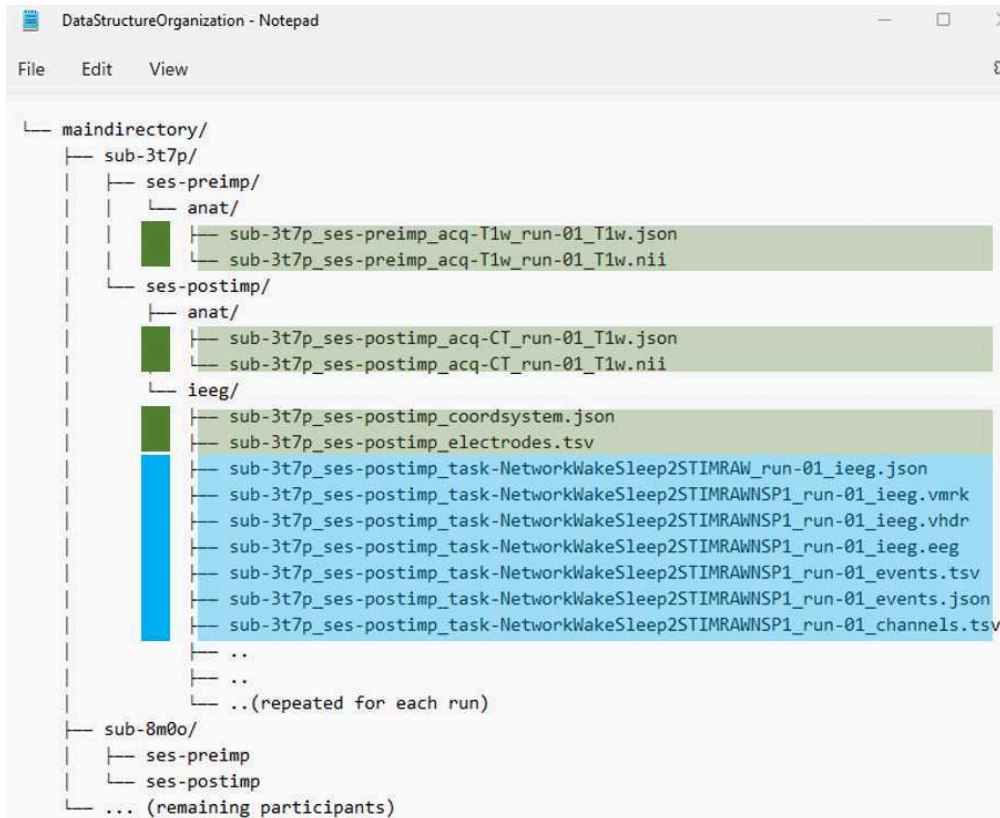 DataStructureOrganization - Notepad
File Edit View
└── maindirectory/
├── sub-3t7p/
│ ├── ses-preimp/
│ │ └── anat/
│ │ ├── sub-3t7p_ses-preimp_acq-T1w_run-01_T1w.json
│ │ └── sub-3t7p_ses-preimp_acq-T1w_run-01_T1w.nii
│ └── ses-postimp/
│ ├── anat/
│ ├── sub-3t7p_ses-postimp_acq-CT_run-01_T1w.json
│ └── sub-3t7p_ses-postimp_acq-CT_run-01_T1w.nii
│ └── ieeg/
│ ├── sub-3t7p_ses-postimp_coordsystem.json
│ ├── sub-3t7p_ses-postimp_electrodes.tsv
│ ├── sub-3t7p_ses-postimp_task-NetworkWakeSleep2STIMRAW_run-01_ieeg.json
│ ├── sub-3t7p_ses-postimp_task-NetworkWakeSleep2STIMRAWNSP1_run-01_ieeg.vmrk
│ ├── sub-3t7p_ses-postimp_task-NetworkWakeSleep2STIMRAWNSP1_run-01_ieeg.vhdr
│ ├── sub-3t7p_ses-postimp_task-NetworkWakeSleep2STIMRAWNSP1_run-01_ieeg.eeg
│ ├── sub-3t7p_ses-postimp_task-NetworkWakeSleep2STIMRAWNSP1_run-01_events.tsv
│ ├── sub-3t7p_ses-postimp_task-NetworkWakeSleep2STIMRAWNSP1_run-01_events.json
│ ├── sub-3t7p_ses-postimp_task-NetworkWakeSleep2STIMRAWNSP1_run-01_channels.tsv
│ ├── ..
│ ├── ..
│ └── ..(repeated for each run)
├── sub-8m0o/
│ ├── ses-preimp
│ └── ses-postimp
└── ... (remaining participants)